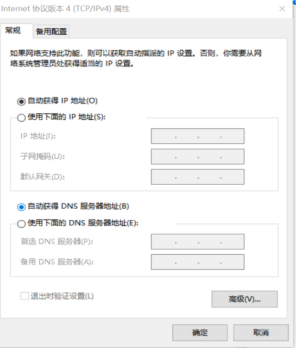 Internet 协议版本 4 (TCP/IPv4) 属性
常规 备用配置
如果网络支持此功能，则可以获取自动指派的 IP 设置。否则，你需要从网
络系统管理员处获得适当的 IP 设置。
自动获得 IP 地址(O)
使用下面的 IP 地址(S):
IP 地址(I):
子网掩码(U):
默认网关(D):
自动获得 DNS 服务器地址(B)
使用下面的 DNS 服务器地址(E):
首选 DNS 服务器(P):
备用 DNS 服务器(A):
退出时验证设置(L)
高级(V)...
确定 取消